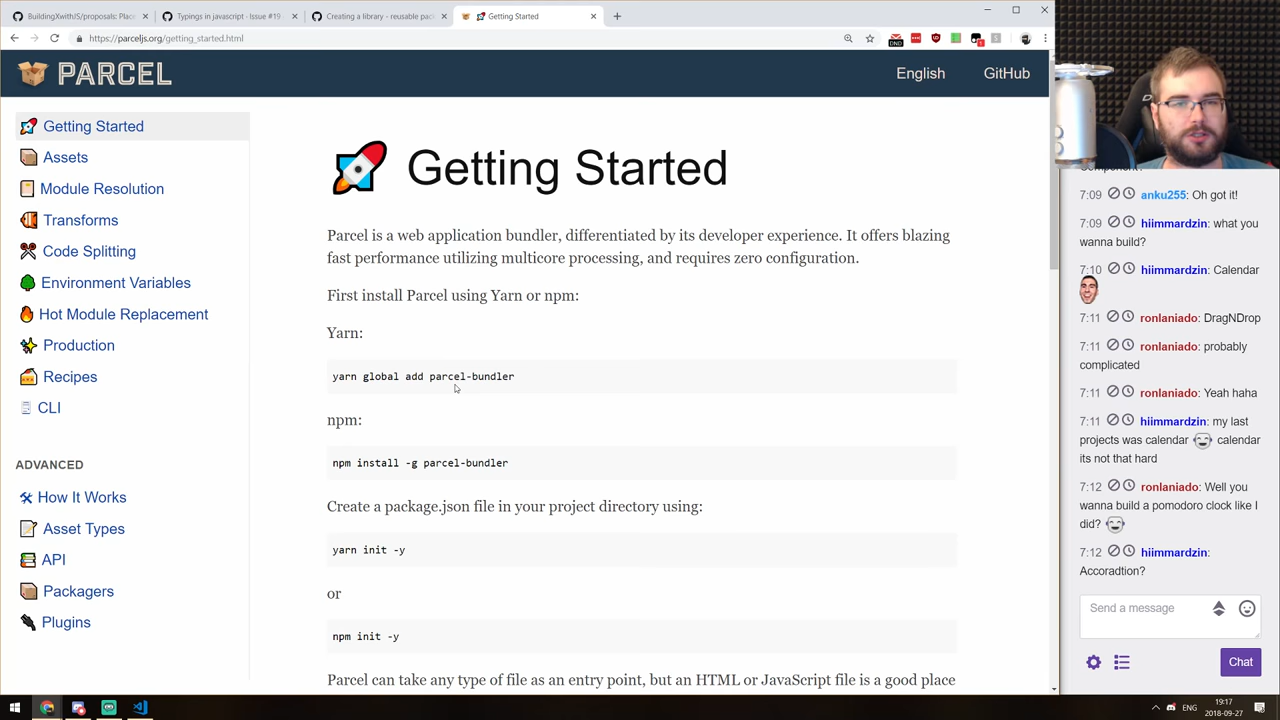 BuildingXwithJS/proposals: Plac
Typings in javascript · Issue #19
Creating a library - reusable pac
Getting Started
https://parceljs.org/getting_started.html
PARCEL
English
GitHub
Getting Started
Assets
Module Resolution
Transforms
Code Splitting
Environment Variables
Hot Module Replacement
Production
Recipes
CLI
ADVANCED
How It Works
Asset Types
API
Packagers
Plugins
Getting Started
Parcel is a web application bundler, differentiated by its developer experience. It offers blazing
fast performance utilizing multicore processing, and requires zero configuration.
First install Parcel using Yarn or npm:
Yarn:
yarn global add parcel-bundler
npm:
npm install -g parcel-bundler
Create a package.json file in your project directory using:
yarn init -y
or
npm init -y
Parcel can take any type of file as an entry point, but an HTML or JavaScript file is a good place
7:09 anku255: Oh got it!
7:09 hiimmardzin: what you
wanna build?
7:10 hiimmardzin: Calendar
7:11 ronlaniado: DragNDrop
7:11 ronlaniado: probably
complicated
7:11 ronlaniado: Yeah haha
7:11 hiimmardzin: my last
projects was calendar calendar
its not that hard
7:12 ronlaniado: Well you
wanna build a pomodoro clock like I
did?
7:12 hiimmardzin:
Accoradtion?
Send a message
Chat
ENG
19:17
2018-09-27